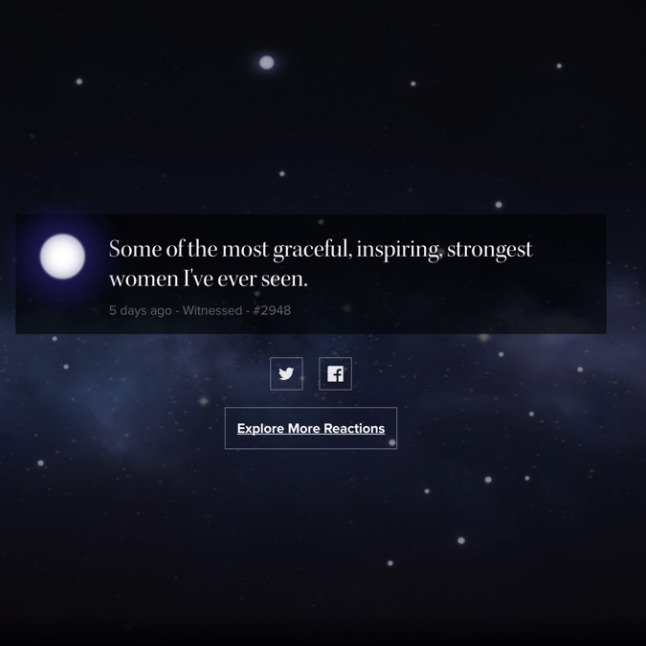 Some of the most graceful, inspiring, strongest
women I've ever seen.
5 days ago - Witnessed - #2948
Explore More Reactions